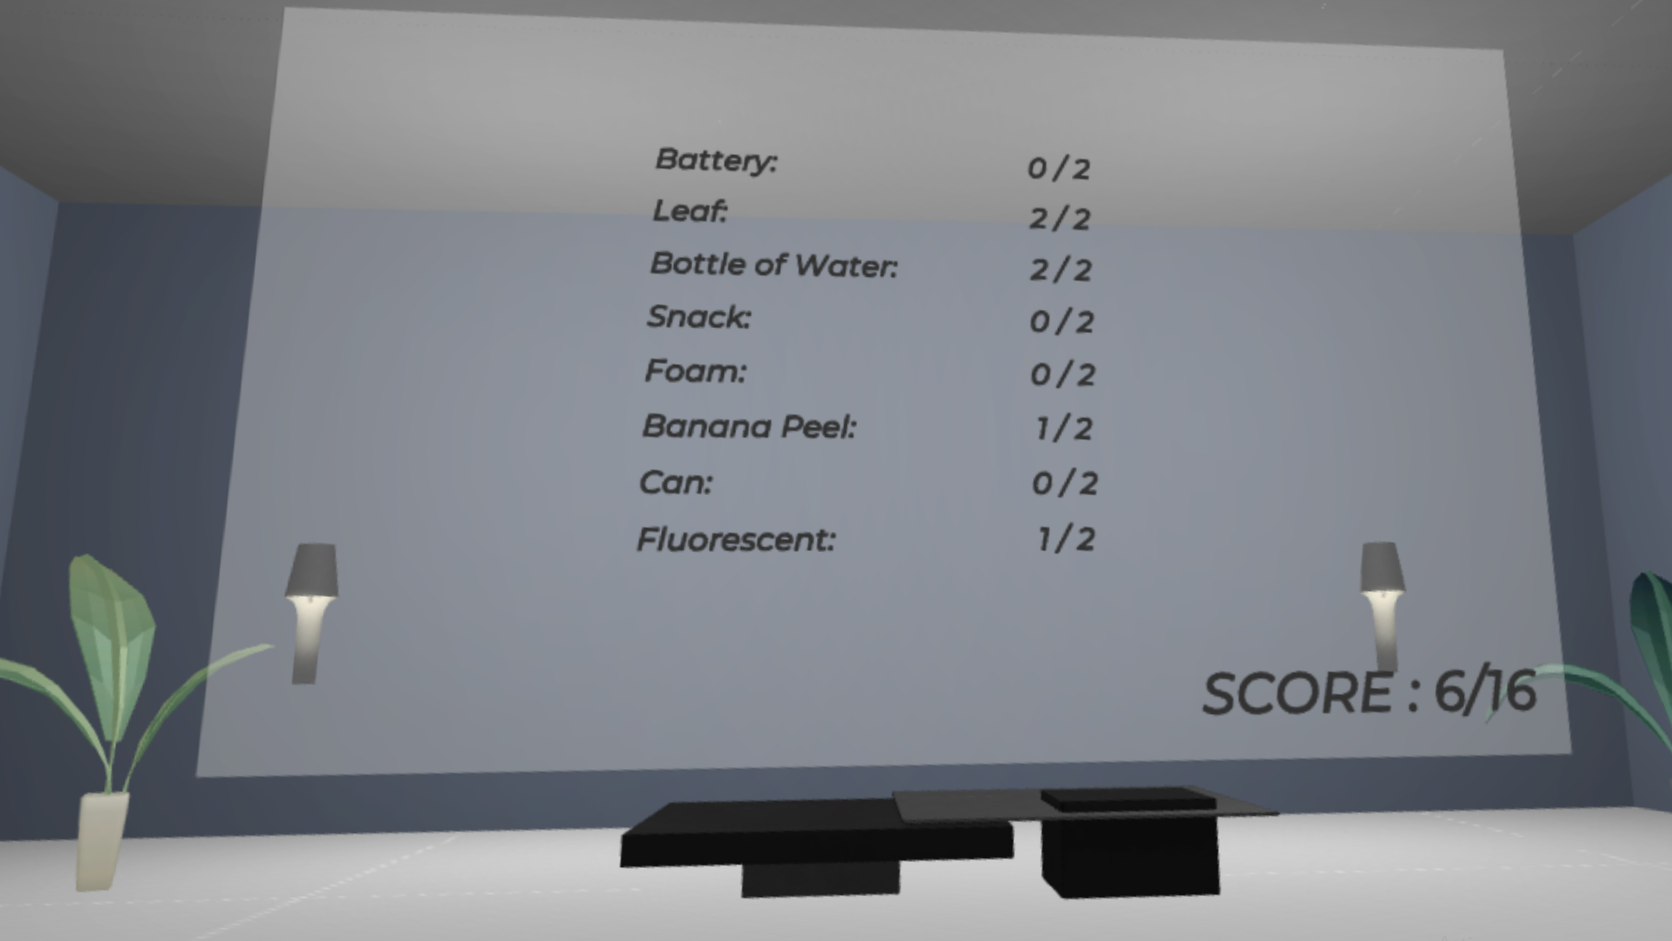 Battery: 0/2
Leaf: 2/2
Bottle of Water: 2/2
Snack: 0/2
Foam: 0/2
Banana Peel: 1/2
Can: 0/2
Fluorescent: 1/2
SCORE : 6/16